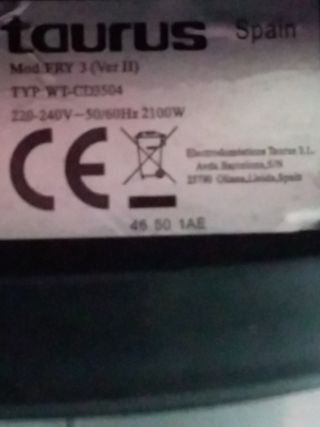 taurus Spain
Mod.FRY 3 (Ver II)
TYP WT-CD3504
220-240V~50/60Hz 2100W
CE
Electrodomésticos Taurus S.L.
Avda. Barcelona, S/N
25790 Oliana, Lleida, Spain
46 50 1AE